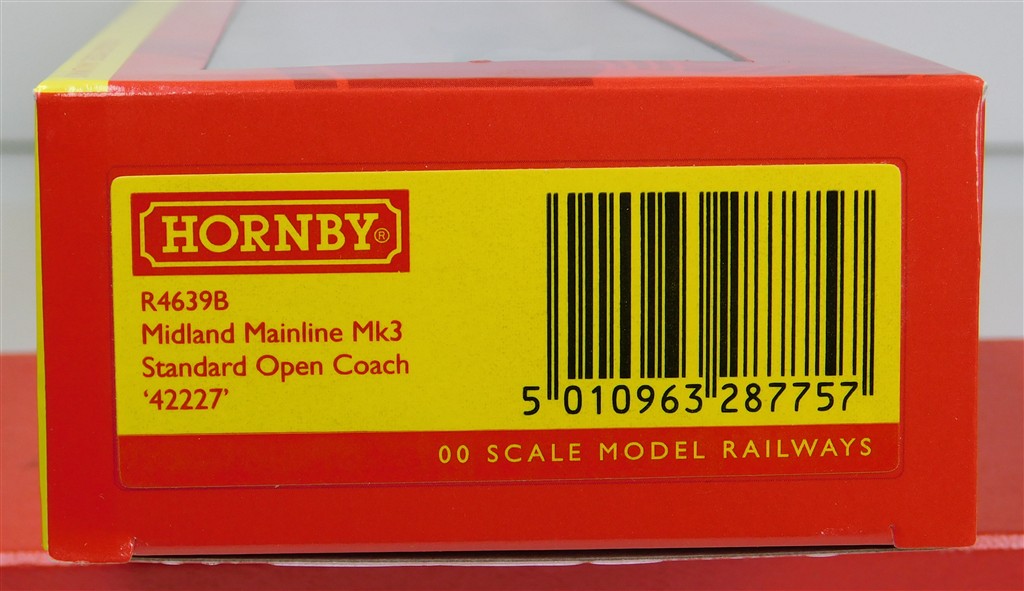 HORNBY®
R4639B
Midland Mainline Mk3
Standard Open Coach
‘42227’
5 010963 287757
00 SCALE MODEL RAILWAYS